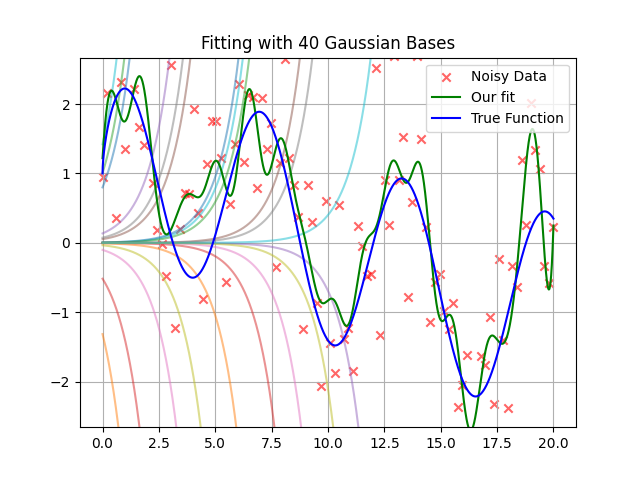 Fitting with 40 Gaussian Bases
Noisy Data
Our fit
True Function
2
1
0
−1
−2
0.0 2.5 5.0 7.5 10.0 12.5 15.0 17.5 20.0